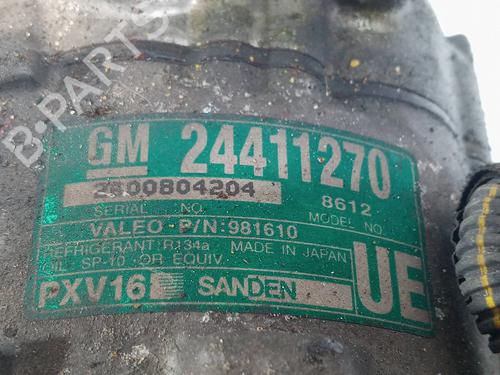 B-PARTS
GM 24411270
2600804204 8612
SERIAL NO. MODEL NO.
VALEO P/N:981610
REFRIGERANT:R134a MADE IN JAPAN
OIL SP-10 OR EQUIV.
PXV16 SANDEN UE